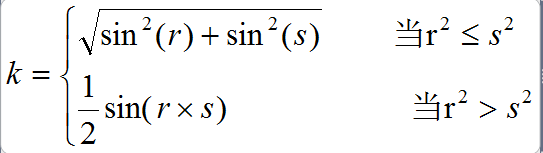 k = { √(sin²(r) + sin²(s)) 当r² ≤ s²
1/2 sin(r × s) 当r² > s²